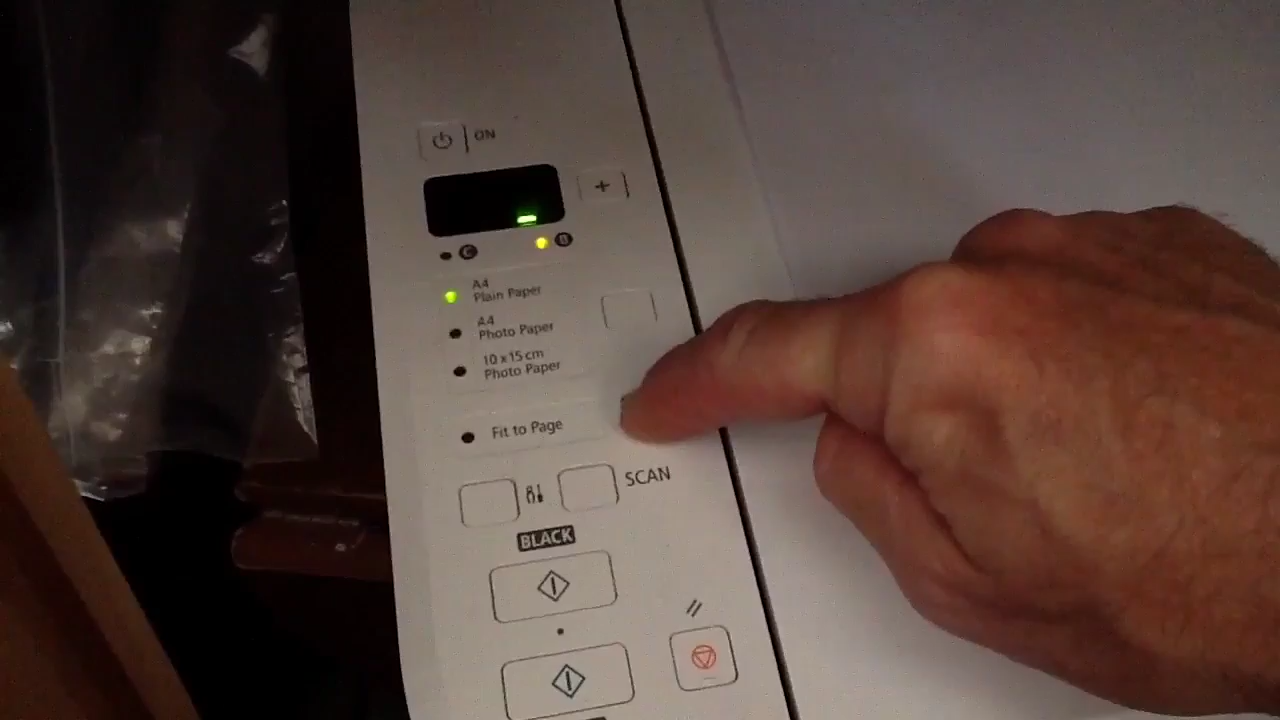 ON
+
C
B
A4
Plain Paper
A4
Photo Paper
10 x 15 cm
Photo Paper
Fit to Page
SCAN
BLACK